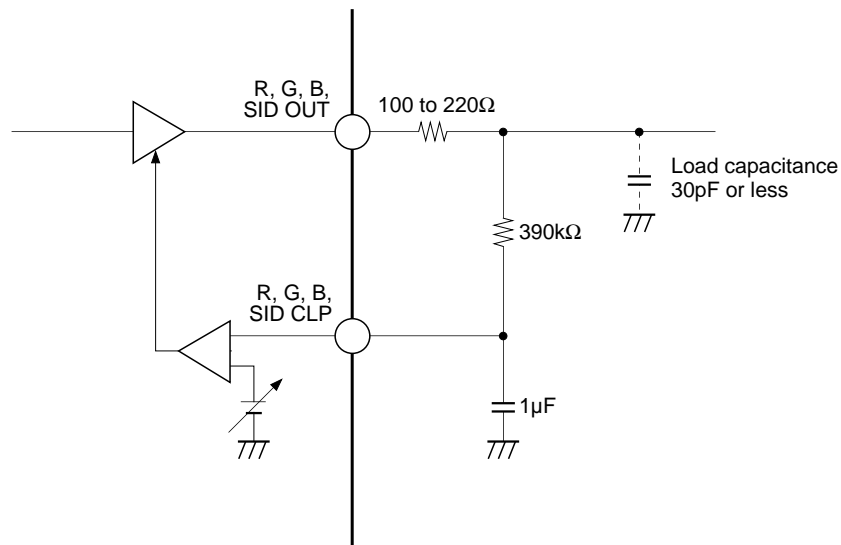 R, G, B,
SID OUT
100 to 220Ω
Load capacitance
30pF or less
390kΩ
R, G, B,
SID CLP
1µF